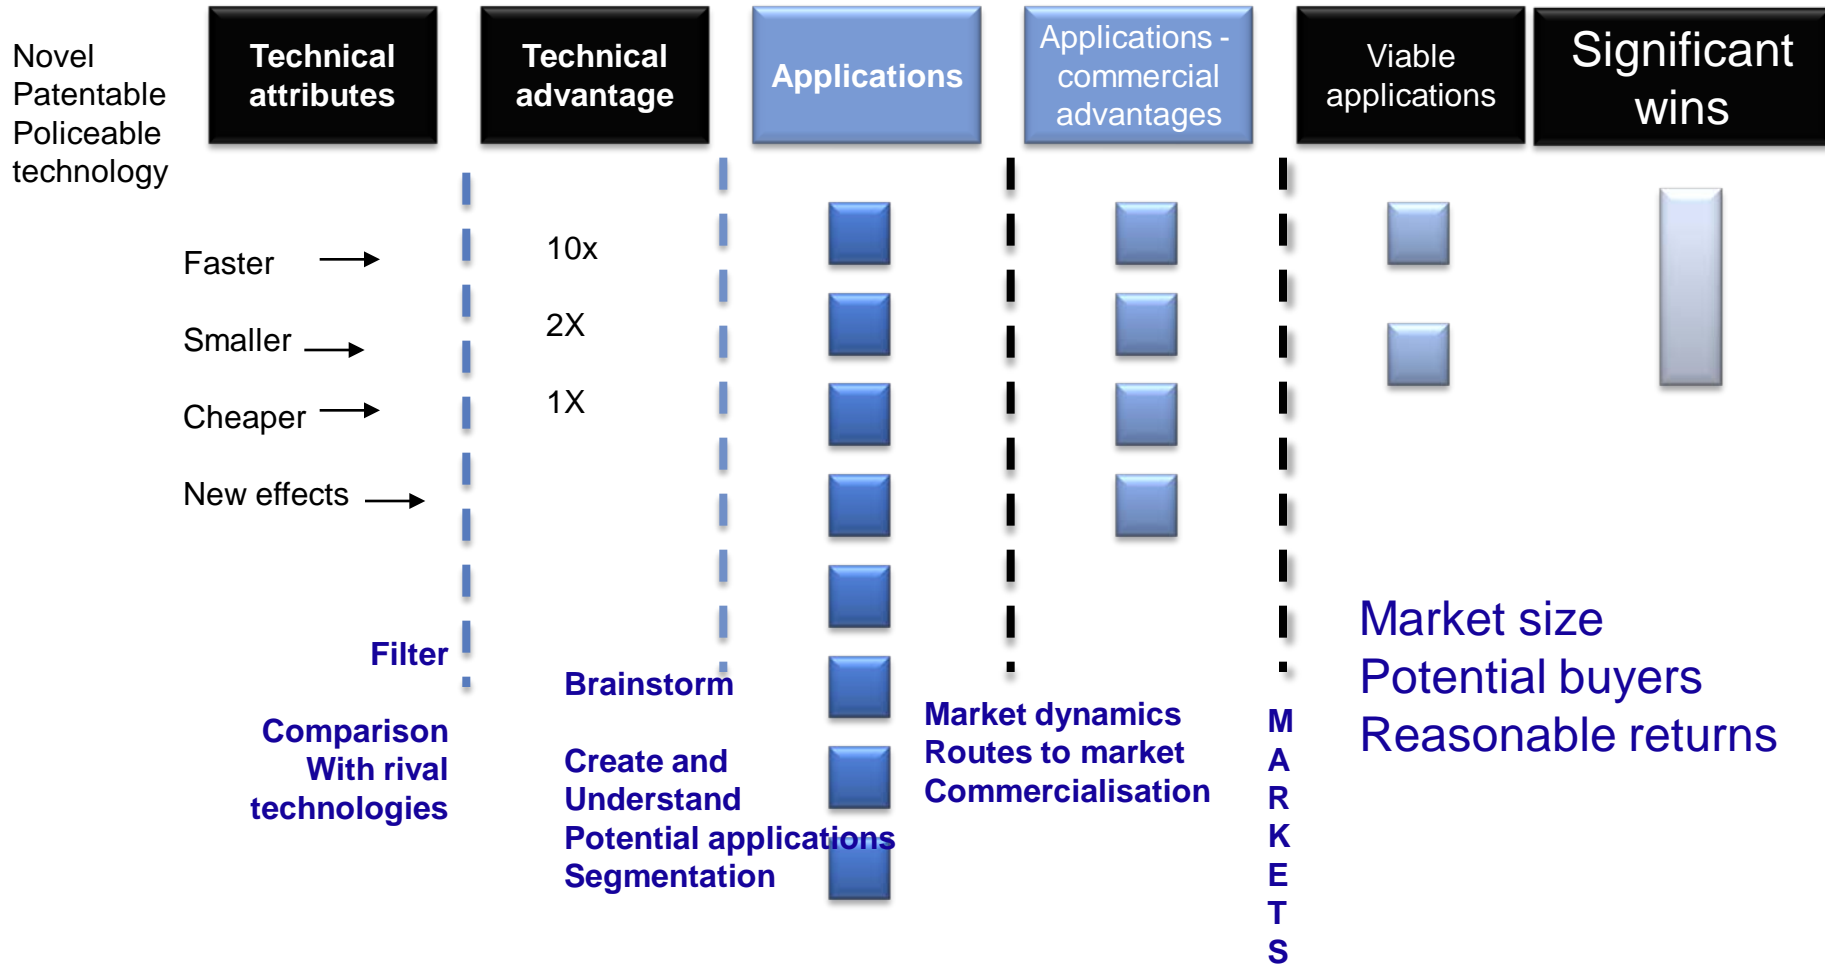 Novel
Patentable
Policeable
technology
Technical
attributes
Technical
advantage
Applications
Applications -
commercial
advantages
Viable
applications
Significant
wins
Faster
10x
Smaller
2X
Cheaper
1X
New effects
Filter
Comparison
With rival
technologies
Brainstorm
Create and
Understand
Potential applications
Segmentation
Market dynamics
Routes to market
Commercialisation
M
A
R
K
E
T
S
Market size
Potential buyers
Reasonable returns